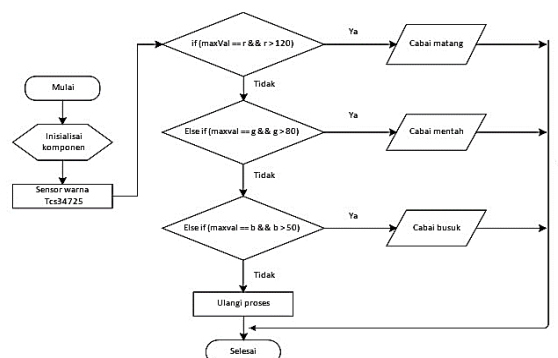 Mulai
Inisialisai
komponen
Sensor warna
Tcs34725
if (maxVal == r && r >120)
Ya
Cabai matang
Tidak
Else if (maxval == g && g >80)
Ya
Cabai mentah
Tidak
Else if (maxval == b && b >50)
Ya
Cabai busuk
Tidak
Ulangi proses
Selesai